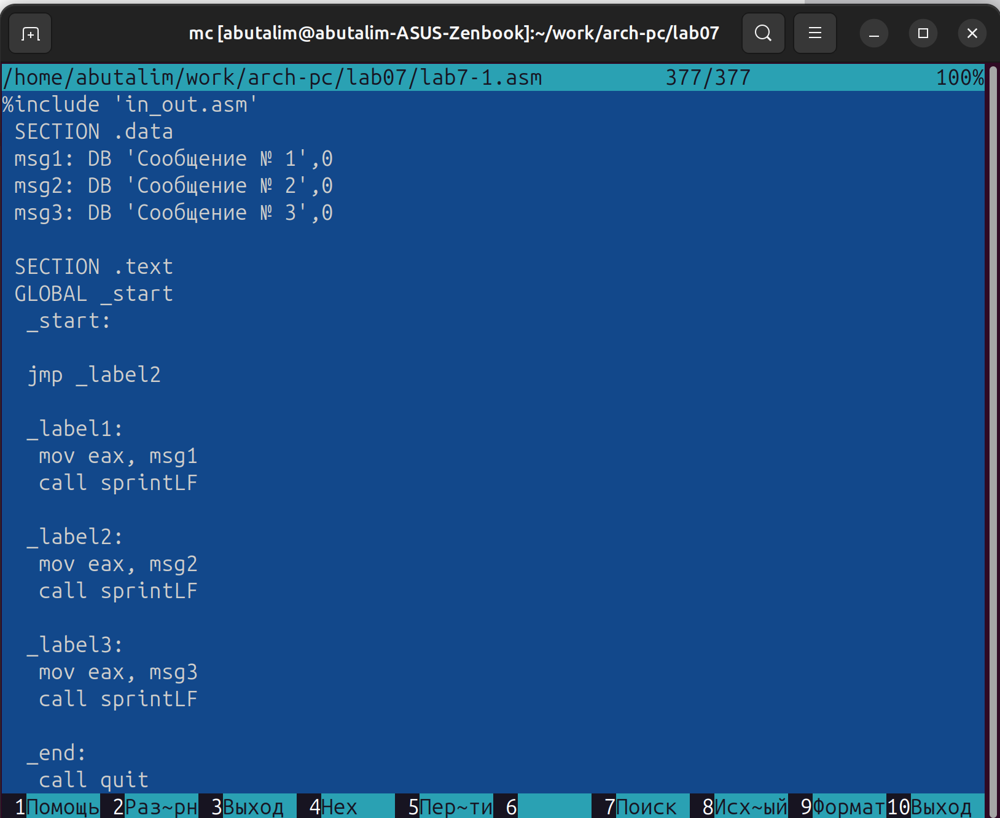 mc [abutalim@abutalim-ASUS-Zenbook]:~/work/arch-pc/lab07
/home/abutalim/work/arch-pc/lab07/lab7-1.asm 377/377 100%
%include 'in_out.asm'
SECTION .data
msg1: DB 'Сообщение № 1',0
msg2: DB 'Сообщение № 2',0
msg3: DB 'Сообщение № 3',0
SECTION .text
GLOBAL _start
_start:
jmp _label2
_label1:
mov eax, msg1
call sprintLF
_label2:
mov eax, msg2
call sprintLF
_label3:
mov eax, msg3
call sprintLF
_end:
call quit
1Помощь 2Раз~рн 3Выход 4Hex 5Пер~ти 6 7Поиск 8Исх~ый 9Формат 10Выход